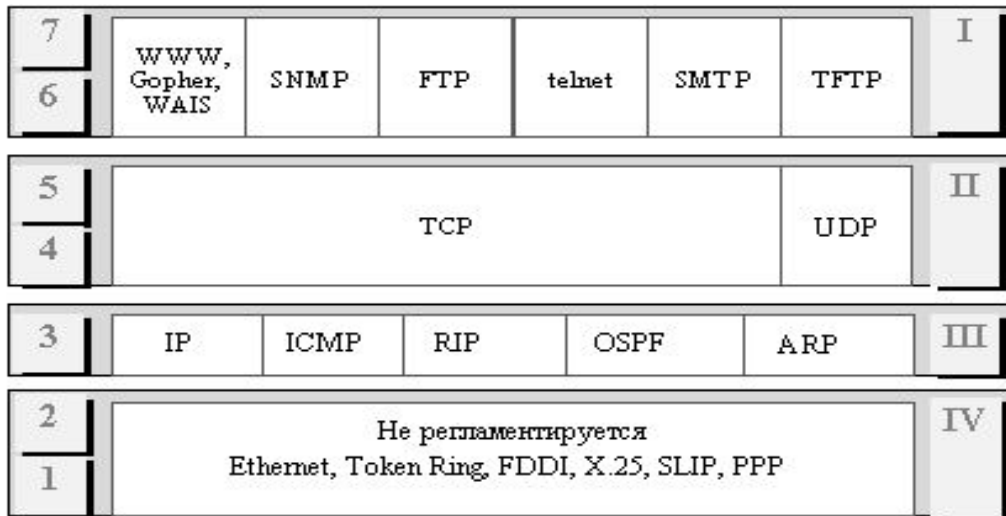 7
6
WWW,
Gopher,
WAIS
SNMP
FTP
telnet
SMTP
TFTP
I
5
4
TCP
UDP
II
3
IP
ICMP
RIP
OSPF
ARP
III
2
1
Не регламентируется
Ethernet, Token Ring, FDDI, X.25, SLIP, PPP
IV